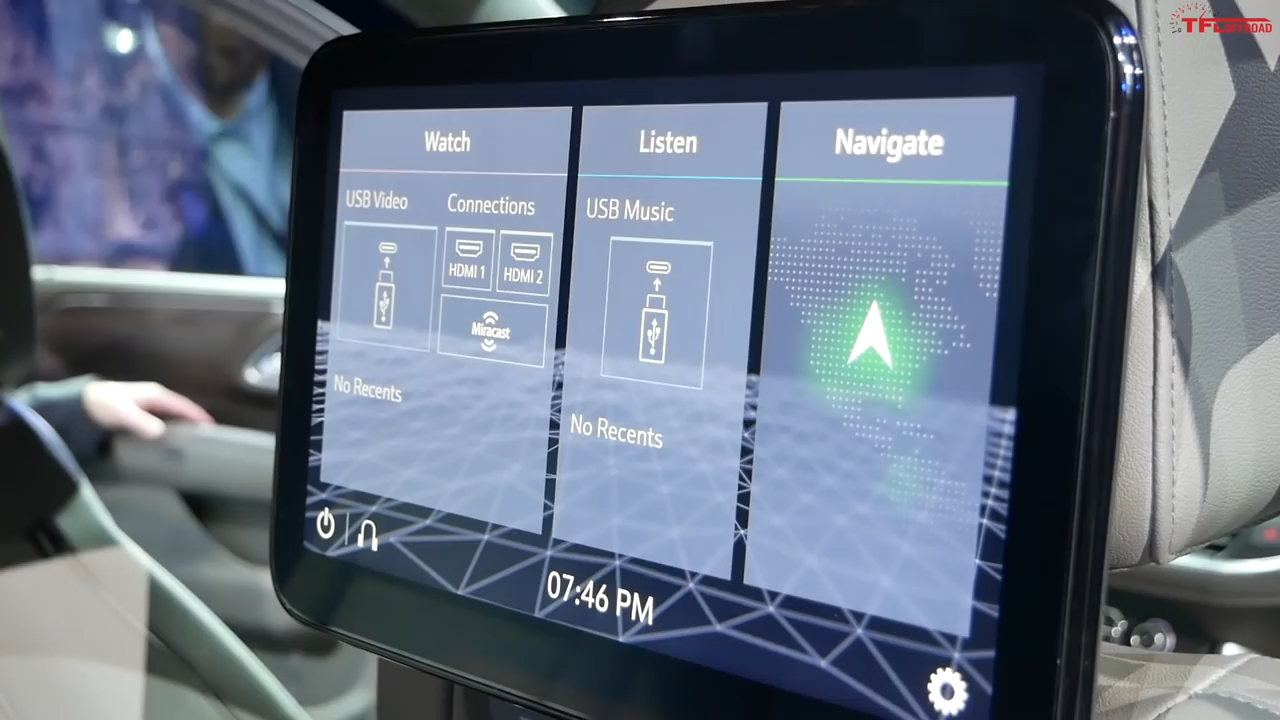 TFLOFFROAD
Watch
Listen
Navigate
USB Video
Connections
USB Music
HDMI 1
HDMI 2
Miracast
No Recents
No Recents
07:46 PM